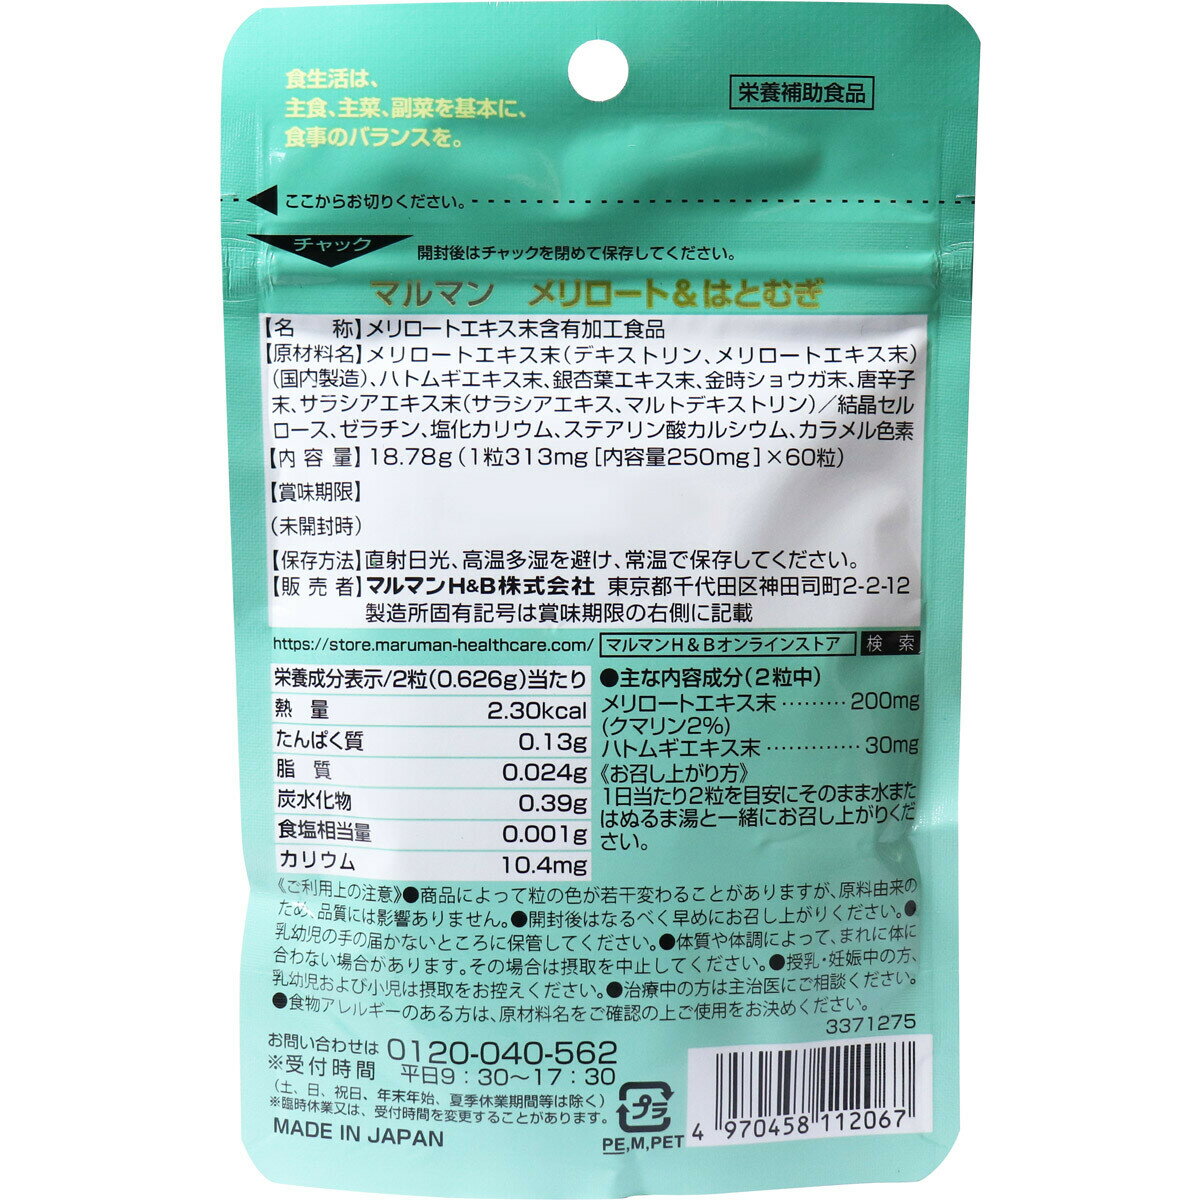 食生活は、
主食、主菜、副菜を基本に、
食事のバランスを。
栄養補助食品
ここからお切りください。
チャック
開封後はチャックを閉めて保存してください。
マルマン メリロート&はとむぎ
【名　称】メリロートエキス末含有加工食品
【原材料名】メリロートエキス末(デキストリン、メリロートエキス末)
(国内製造)、ハトムギエキス末、銀杏葉エキス末、金時ショウガ末、唐辛子
末、サラシアエキス末(サラシアエキス、マルトデキストリン)/結晶セル
ロース、ゼラチン、塩化カリウム、ステアリン酸カルシウム、カラメル色素
【内容量】18.78g(1粒313mg[内容量250mg]×60粒)
【賞味期限】
(未開封時)
【保存方法】直射日光、高温多湿を避け、常温で保存してください。
【販売者】マルマンH&B株式会社 東京都千代田区神田司町2-2-12
製造所固有記号は賞味期限の右側に記載
https://store.maruman-healthcare.com/ マルマンH&Bオンラインストア 検索
栄養成分表示/2粒(0.626g)当たり
熱量 2.30kcal
たんぱく質 0.13g
脂質 0.024g
炭水化物 0.39g
食塩相当量 0.001g
カリウム 10.4mg
●主な内容成分(2粒中)
メリロートエキス末………200mg
(クマリン2%)
ハトムギエキス末…………30mg
《お召し上がり方》
1日当たり2粒を目安にそのまま水また
はぬるま湯と一緒にお召し上がりくだ
さい。
《ご利用上の注意》●商品によって粒の色が若干変わることがありますが、原料由来の
ため、品質には影響ありません。●開封後はなるべく早めにお召し上がりください。●
乳幼児の手の届かないところに保管してください。●体質や体調によって、まれに体に
合わない場合があります。その場合は摂取を中止してください。●授乳・妊娠中の方、
乳幼児および小児は摂取をお控えください。●治療中の方は主治医にご相談ください。
●食物アレルギーのある方は、原材料名をご確認の上ご使用をお決めください。
3371275
お問い合わせは 0120-040-562
※受付時間 平日9:30〜17:30
(土、日、祝日、年末年始、夏季休業期間等は除く)
※臨時休業又は、受付時間を変更することがあります。
MADE IN JAPAN
プラ
PE,M,PET
4 970458 112067